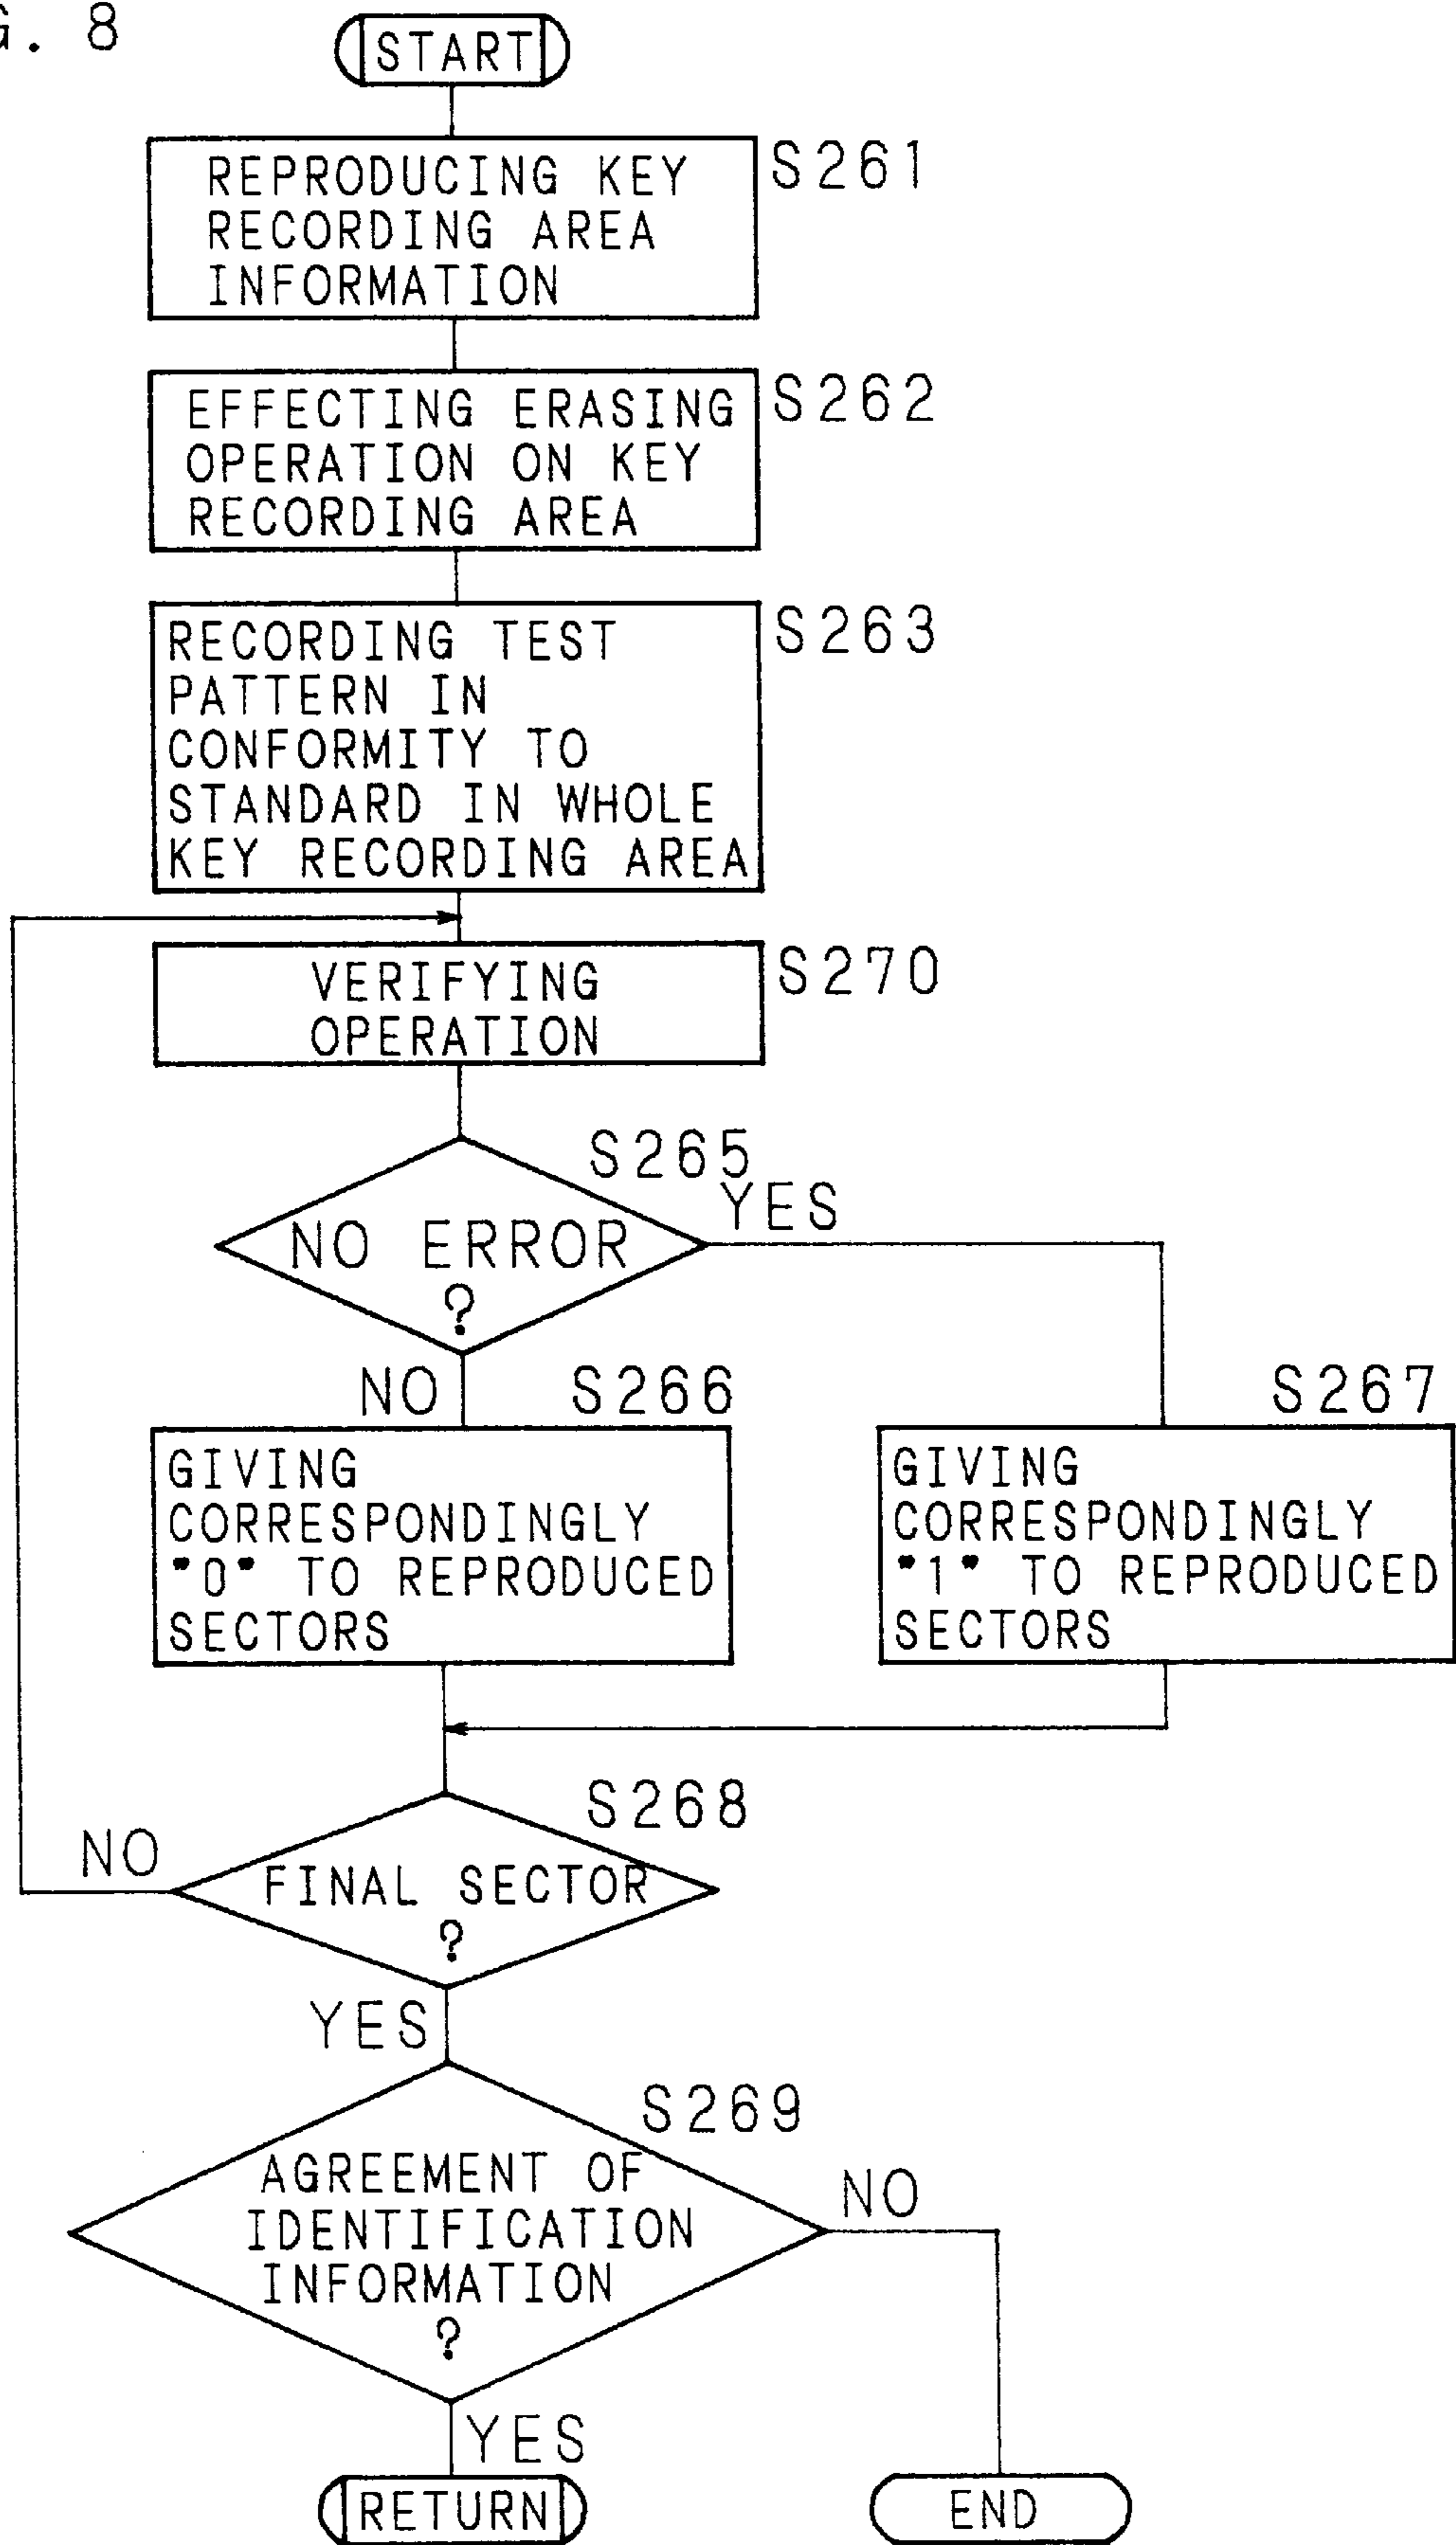 G. 8
START
REPRODUCING KEY
RECORDING AREA
INFORMATION
S261
EFFECTING ERASING
OPERATION ON KEY
RECORDING AREA
S262
RECORDING TEST
PATTERN IN
CONFORMITY TO
STANDARD IN WHOLE
KEY RECORDING AREA
S263
VERIFYING
OPERATION
S270
S265
NO ERROR
?
YES
NO
S266
GIVING
CORRESPONDINGLY
"0" TO REPRODUCED
SECTORS
S267
GIVING
CORRESPONDINGLY
"1" TO REPRODUCED
SECTORS
S268
FINAL SECTOR
?
NO
YES
S269
AGREEMENT OF
IDENTIFICATION
INFORMATION
?
NO
YES
RETURN
END